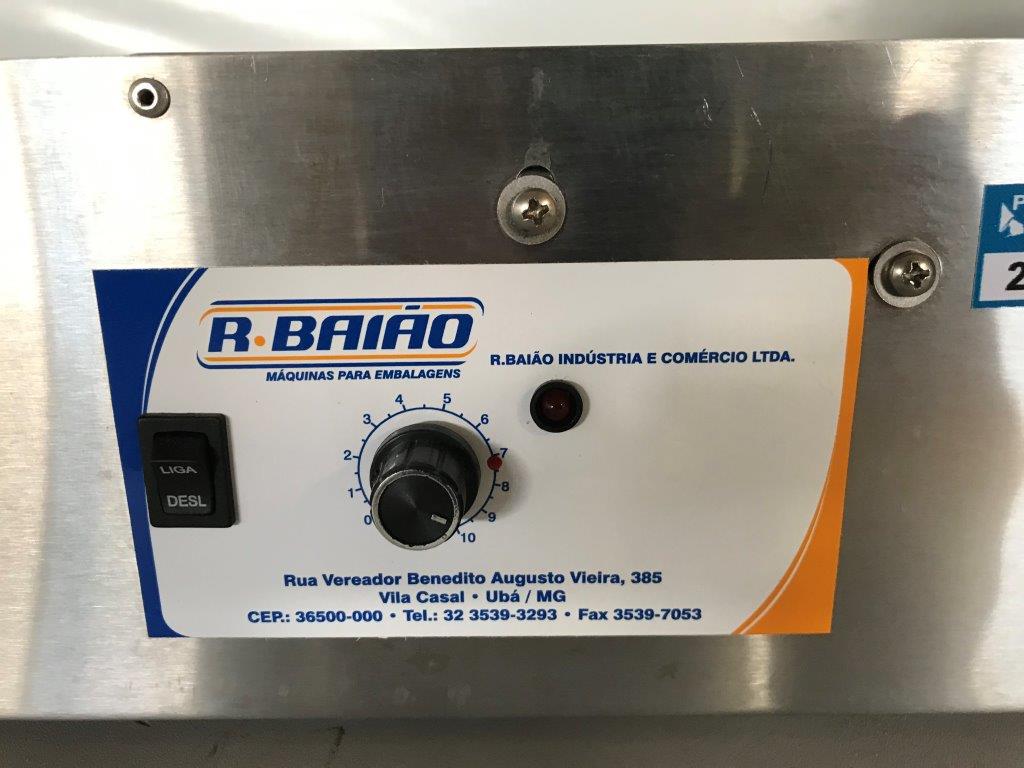 R·BAIÃO
MÁQUINAS PARA EMBALAGENS
R.BAIÃO INDÚSTRIA E COMÉRCIO LTDA.
0 1 2 3 4 5 6 7 8 9 10
LIGA
DESL
Rua Vereador Benedito Augusto Vieira, 385
Vila Casal • Ubá / MG
CEP.: 36500-000 • Tel.: 32 3539-3293 • Fax 3539-7053
P
2